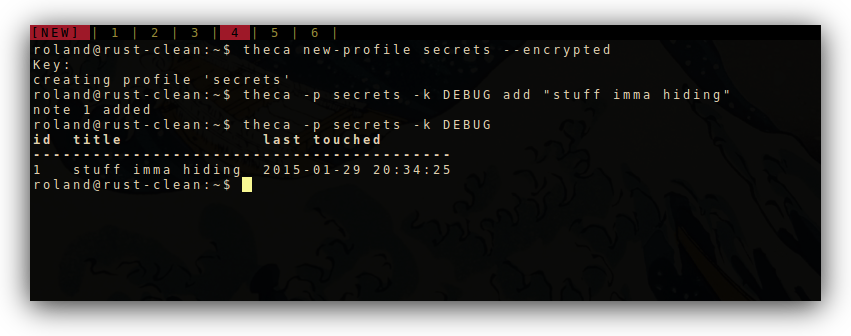 [NEW] | 1 | 2 | 3 | 4 | 5 | 6 |
roland@rust-clean:~$ theca new-profile secrets --encrypted
Key:
creating profile 'secrets'
roland@rust-clean:~$ theca -p secrets -k DEBUG add "stuff imma hiding"
note 1 added
roland@rust-clean:~$ theca -p secrets -k DEBUG
id  title              last touched
------------------------------------------
1   stuff imma hiding  2015-01-29 20:34:25
roland@rust-clean:~$